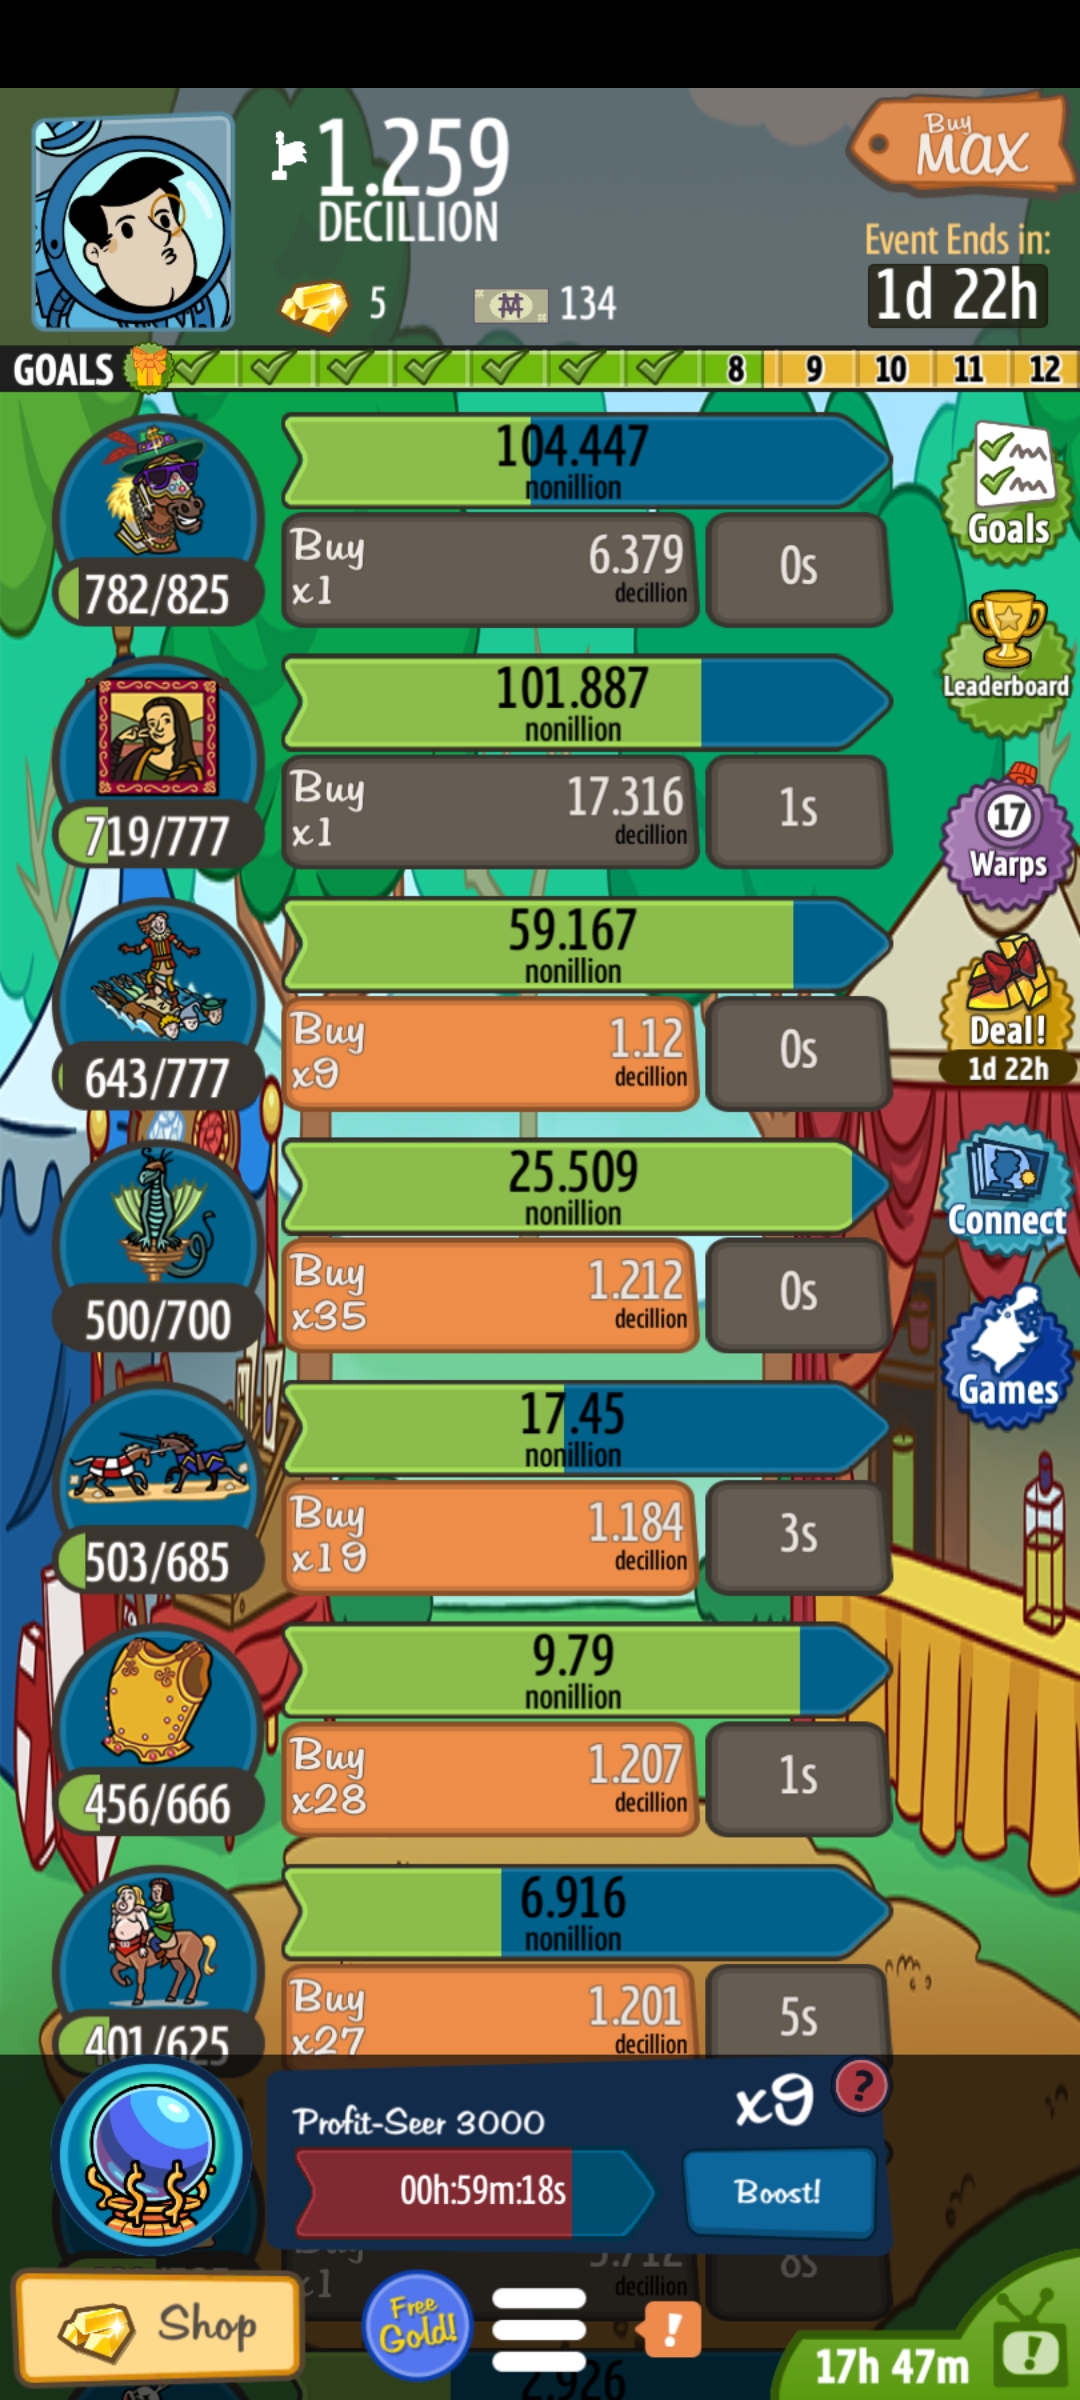 1.259
DECILLION
Buy
MAX
Event Ends in:
1d 22h
5
134
GOALS
8
9
10
11
12
104.447
nonillion
Buy
x1
6.379
decillion
0s
782/825
Goals
Leaderboard
101.887
nonillion
Buy
x1
17.316
decillion
1s
719/777
17
Warps
59.167
nonillion
Buy
x9
1.12
decillion
0s
643/777
Deal!
1d 22h
25.509
nonillion
Buy
x35
1.212
decillion
0s
500/700
Connect
Games
17.45
nonillion
Buy
x19
1.184
decillion
3s
503/685
9.79
nonillion
Buy
x28
1.207
decillion
1s
456/666
6.916
nonillion
Buy
x27
1.201
decillion
5s
401/625
Profit-Seer 3000
x9
?
00h:59m:18s
Boost!
Buy
x1
decillion
8s
Shop
Free
Gold!
!
17h 47m
!
2.926